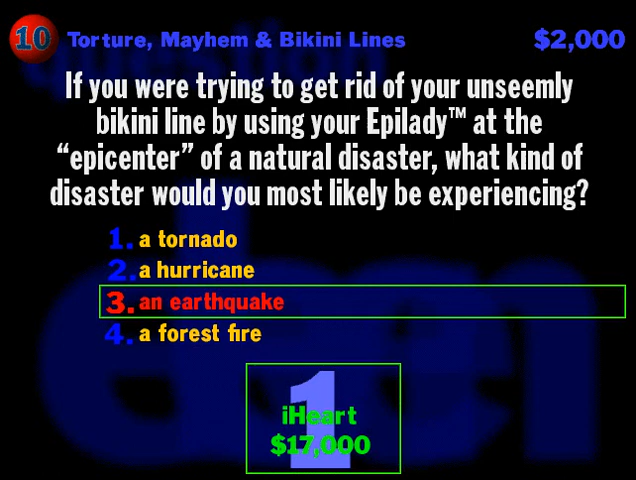 10 Torture, Mayhem & Bikini Lines $2,000
If you were trying to get rid of your unseemly
bikini line by using your Epilady™ at the
“epicenter” of a natural disaster, what kind of
disaster would you most likely be experiencing?
1. a tornado
2. a hurricane
3. an earthquake
4. a forest fire
1
iHeart
$17,000